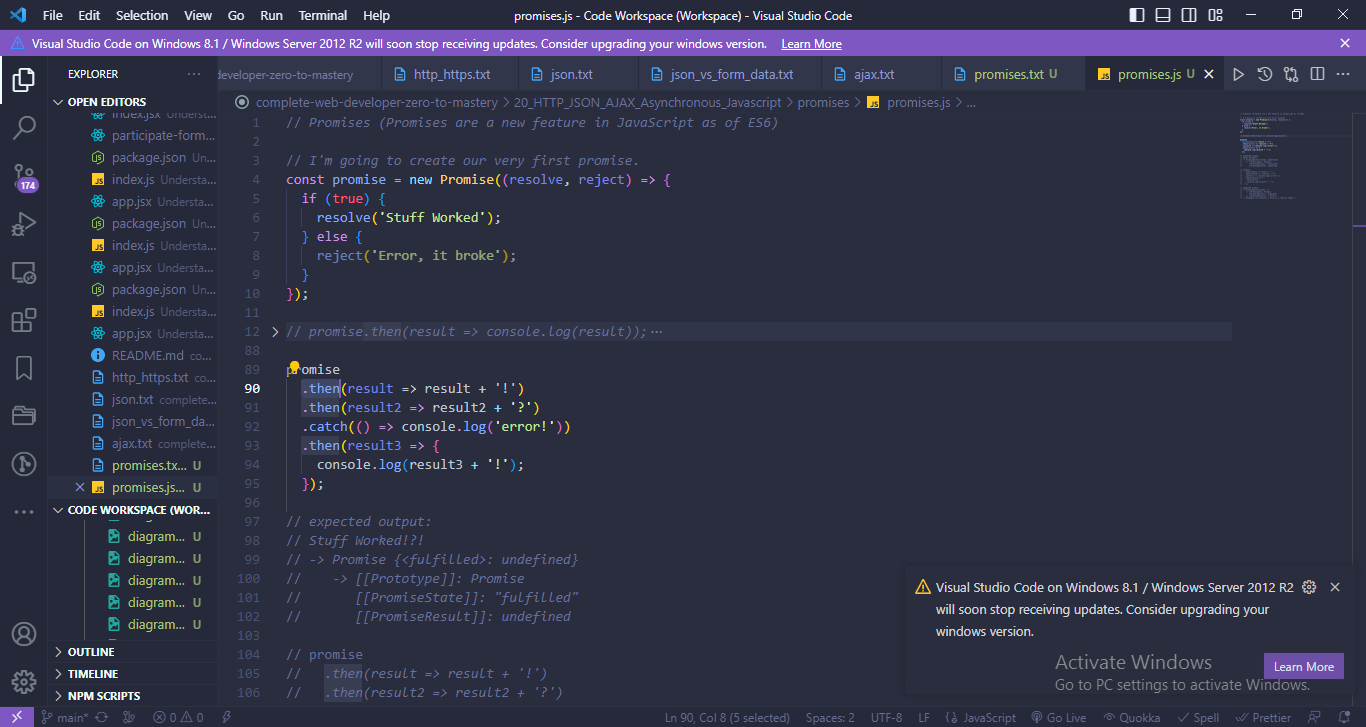 File Edit Selection View Go Run Terminal Help promises.js - Code Workspace (Workspace) - Visual Studio Code
Visual Studio Code on Windows 8.1 / Windows Server 2012 R2 will soon stop receiving updates. Consider upgrading your windows version. Learn More
EXPLORER ...
developer-zero-to-mastery http_https.txt json.txt json_vs_form_data.txt ajax.txt promises.txt U promises.js U
OPEN EDITORS
complete-web-developer-zero-to-mastery > 20_HTTP_JSON_AJAX_Asynchronous_Javascript > promises > JS promises.js > ...
index.jsx Understa...
participate-form...
package.json Un...
JS index.js Understa...
app.jsx Understa...
package.json Un...
JS index.js Understa...
app.jsx Understa...
package.json Un...
JS index.js Understa...
app.jsx Understa...
README.md co...
http_https.txt co...
json.txt complete...
json_vs_form_da...
ajax.txt complete...
promises.tx... U
JS promises.js... U
CODE WORKSPACE (WOR...
diagram... U
diagram... U
diagram... U
diagram... U
diagram... U
OUTLINE
TIMELINE
NPM SCRIPTS
174
1 // Promises (Promises are a new feature in JavaScript as of ES6)
2
3 // I'm going to create our very first promise.
4 const promise = new Promise((resolve, reject) => {
5 if (true) {
6 resolve('Stuff Worked');
7 } else {
8 reject('Error, it broke');
9 }
10 });
11
12 // promise.then(result => console.log(result)); ...
88
89 promise
90 .then(result => result + '!')
91 .then(result2 => result2 + '?')
92 .catch(() => console.log('error!'))
93 .then(result3 => {
94 console.log(result3 + '!');
95 });
96
97 // expected output:
98 // Stuff Worked!?!
99 // -> Promise {<fulfilled>: undefined}
100 // -> [[Prototype]]: Promise
101 // [[PromiseState]]: "fulfilled"
102 // [[PromiseResult]]: undefined
103
104 // promise
105 // .then(result => result + '!')
106 // .then(result2 => result2 + '?')
Visual Studio Code on Windows 8.1 / Windows Server 2012 R2
will soon stop receiving updates. Consider upgrading your
windows version.
Learn More
Activate Windows
Go to PC settings to activate Windows.
main* 0 0 Ln 90, Col 8 (5 selected) Spaces: 2 UTF-8 LF {} JavaScript Go Live Quokka Spell Prettier